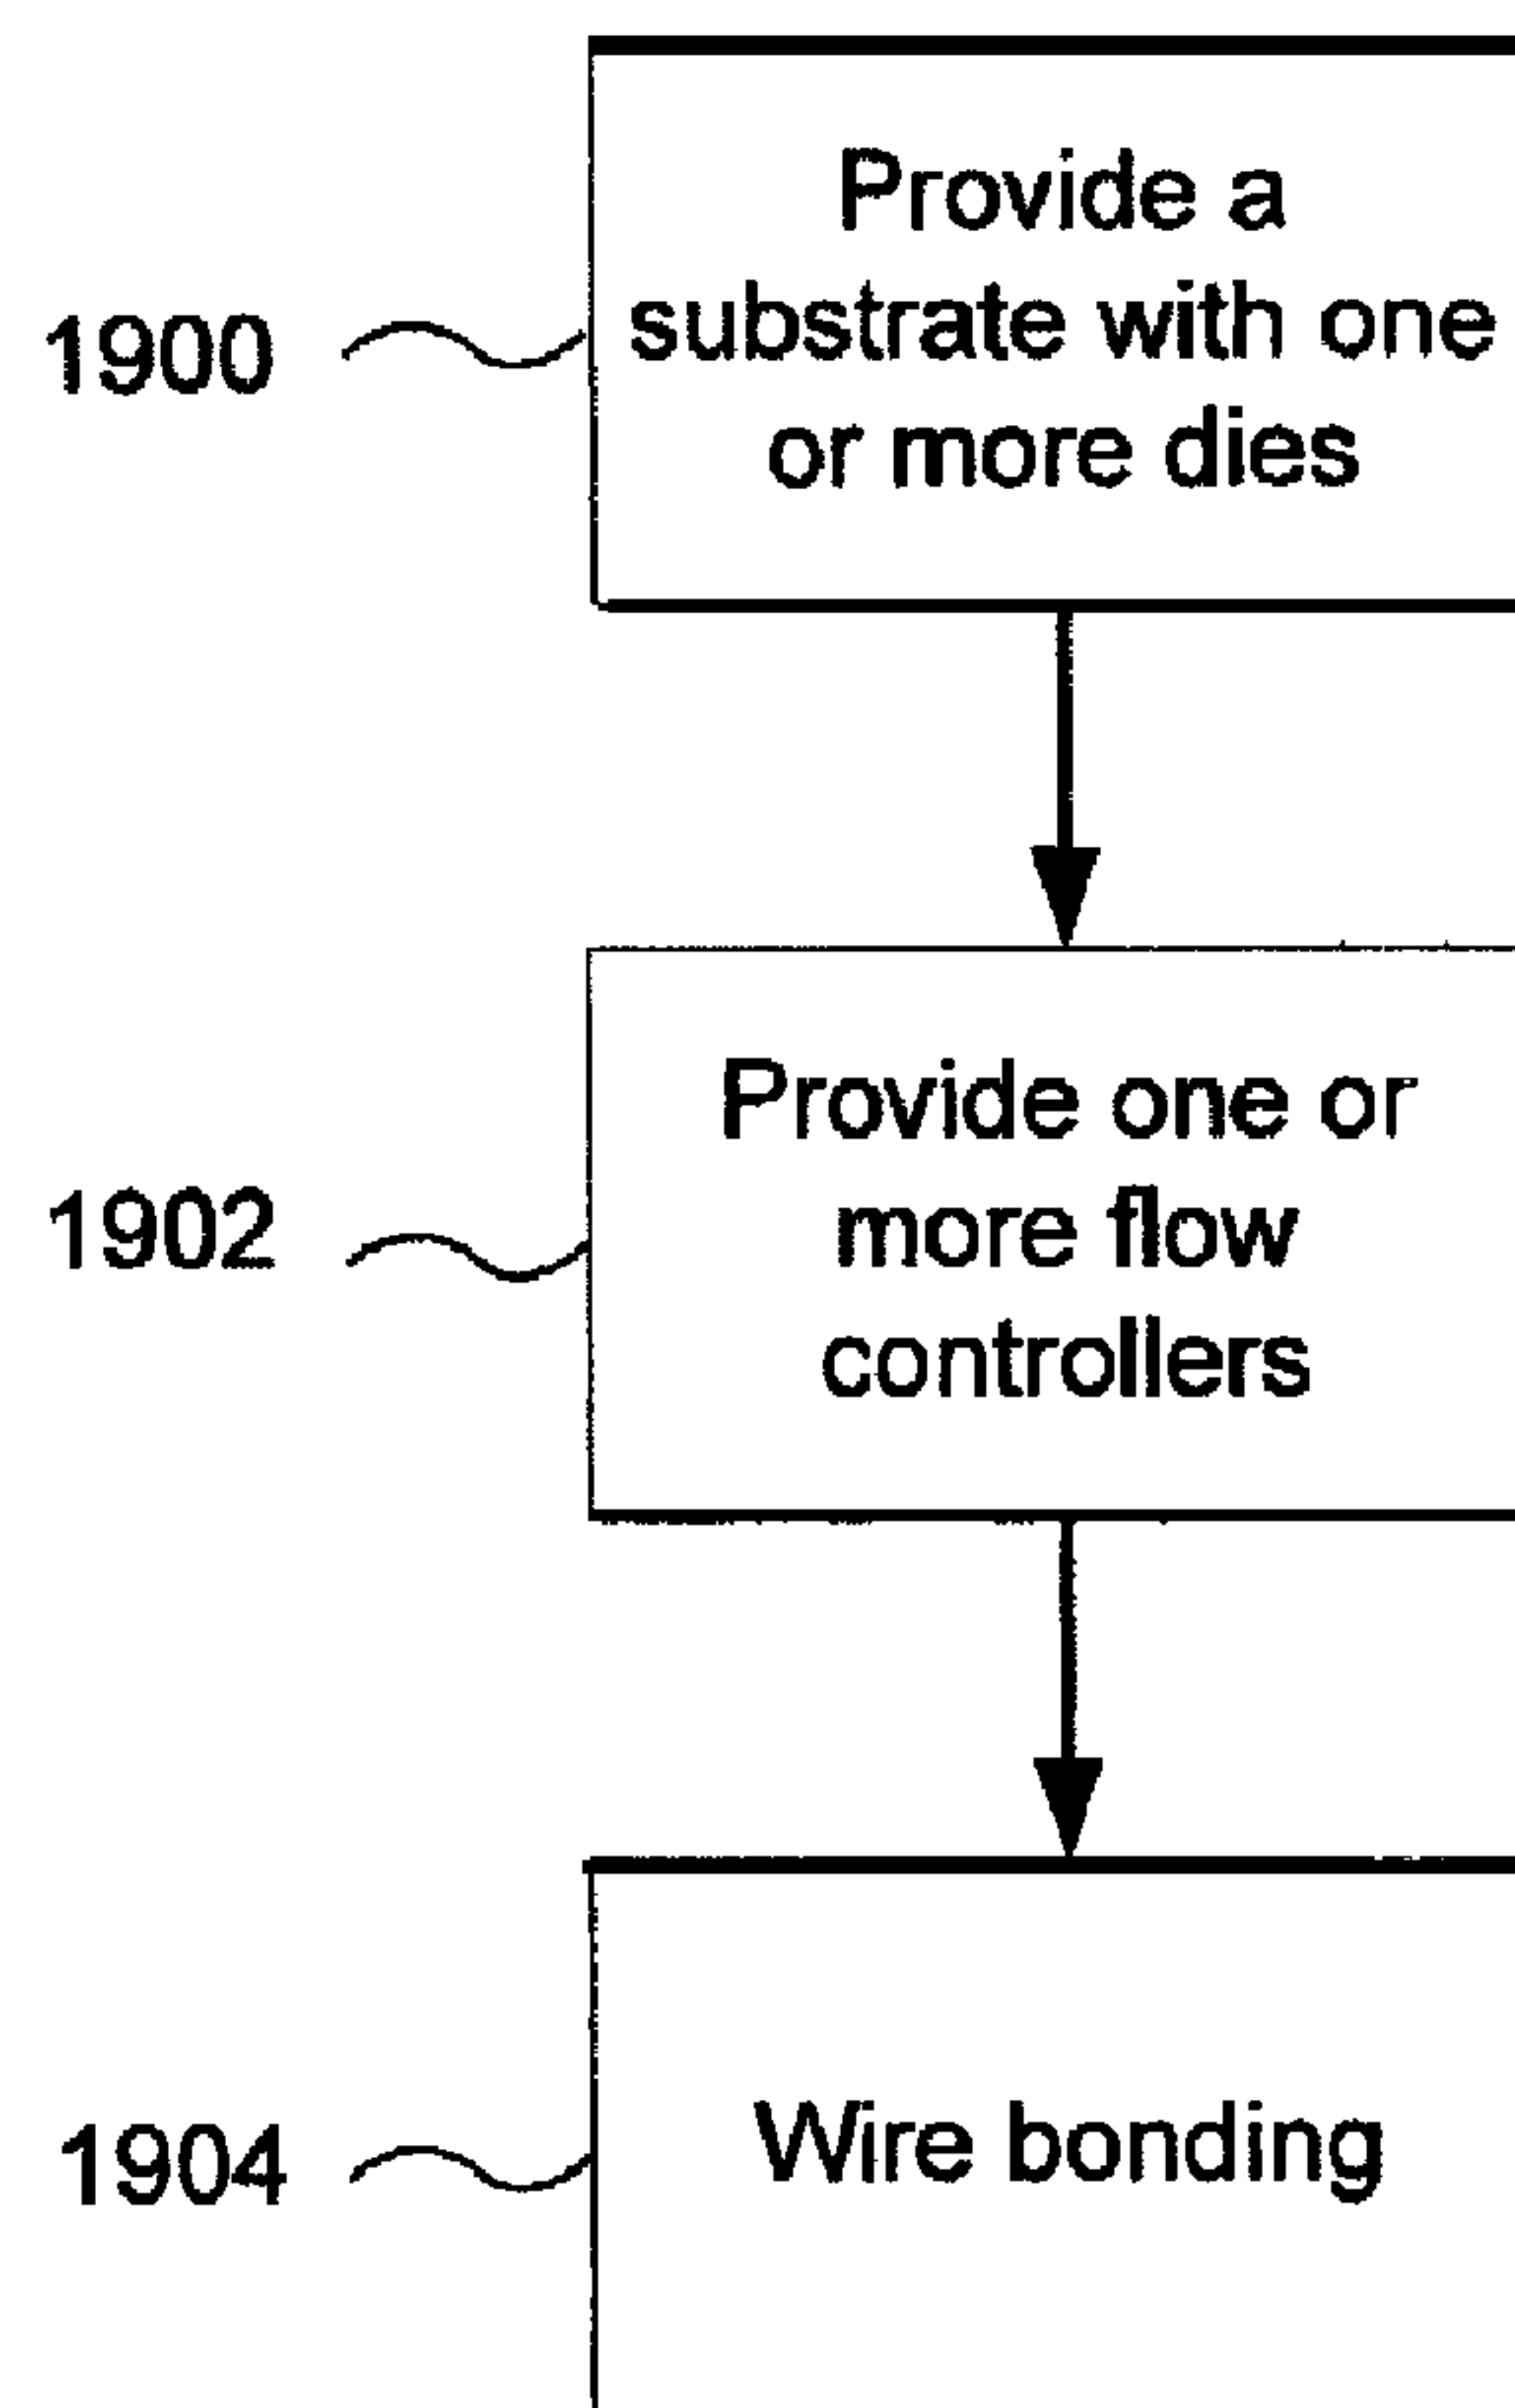 Provide a
1900
substrate with one
or more dies
Provide one or
1902
more flow
controllers
1904
Wire bonding